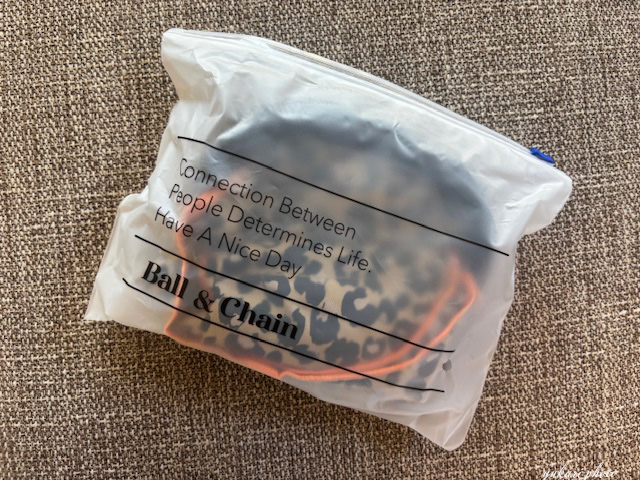 Connection Between
People Determines Life.
Have A Nice Day
Ball & Chain